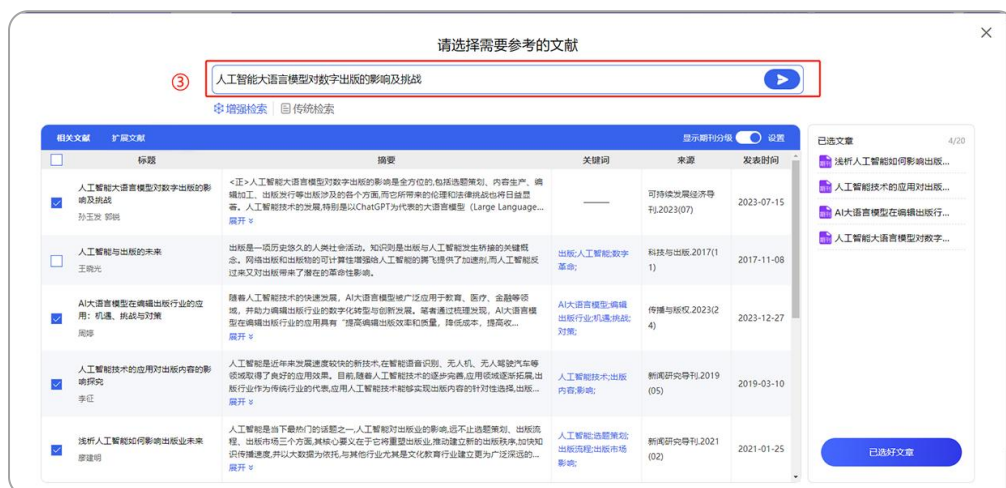 请选择需要参考的文献
③
人工智能大语言模型对数字出版的影响及挑战
增强检索
传统检索
相关文献 扩展文献 显示期刊分级 设置
标题 摘要 关键词 来源 发表时间
人工智能大语言模型对数字出版的影响及挑战
孙玉发 郭锐
<正>人工智能大语言模型对数字出版的影响是全方位的,包括选题策划、内容生产、编
辑加工、出版发行等出版涉及的各个方面,而它所带来的伦理和法律挑战也将日益显
著。人工智能技术的发展,特别是以ChatGPT为代表的大语言模型（Large Language...
展开
——
可持续发展经济导
刊,2023(07)
2023-07-15
人工智能与出版的未来
王晓光
出版是一项历史悠久的人类社会活动。知识则是出版与人工智能发生桥接的关键概
念。网络出版和出版物的可计算性增强给人工智能的腾飞提供了加速剂,而人工智能反
过来又对出版带来了潜在的革命性影响。
出版;人工智能;数字
革命;
科技与出版,2017(1
1)
2017-11-08
AI大语言模型在编辑出版行业的应
用：机遇、挑战与对策
周婷
随着人工智能技术的快速发展，AI大语言模型被广泛应用于教育、医疗、金融等领
域，并助力编辑出版行业的数字化转型与创新发展。笔者通过梳理发现，AI大语言模
型在编辑出版行业的应用具有“提高编辑出版效率和质量，降低成本，提高收...
展开
AI大语言模型;编辑
出版行业;机遇;挑战;
对策;
传播与版权,2023(2
4)
2023-12-27
人工智能技术的应用对出版内容的影
响探究
李征
人工智能是近年来发展速度较快的新技术,在智能语音识别、无人机、无人驾驶汽车等
领域取得了良好的应用效果。目前,随着人工智能技术的逐步完善,应用领域逐渐拓展,出
版行业作为传统行业的代表,应用人工智能技术能够实现出版内容的针对性选择,出版...
展开
人工智能技术;出版
内容;影响;
新闻研究导刊,2019
(05)
2019-03-10
浅析人工智能如何影响出版业未来
廖建明
人工智能是当下最热门的话题之一,人工智能对出版业的影响,远不止选题策划、出版流
程、出版市场三个方面,其核心要义在于它将重塑出版业,推动建立新的出版秩序,加快知
识传播速度,并以大数据为依托,与其他行业尤其是文化教育行业建立更为广泛深远的...
展开
人工智能;选题策划;
出版流程;出版市场
影响;
新闻研究导刊,2021
(02)
2021-01-25
已选文章 4/20
浅析人工智能如何影响出版...
人工智能技术的应用对出版...
AI大语言模型在编辑出版行...
人工智能大语言模型对数字...
已选好文章